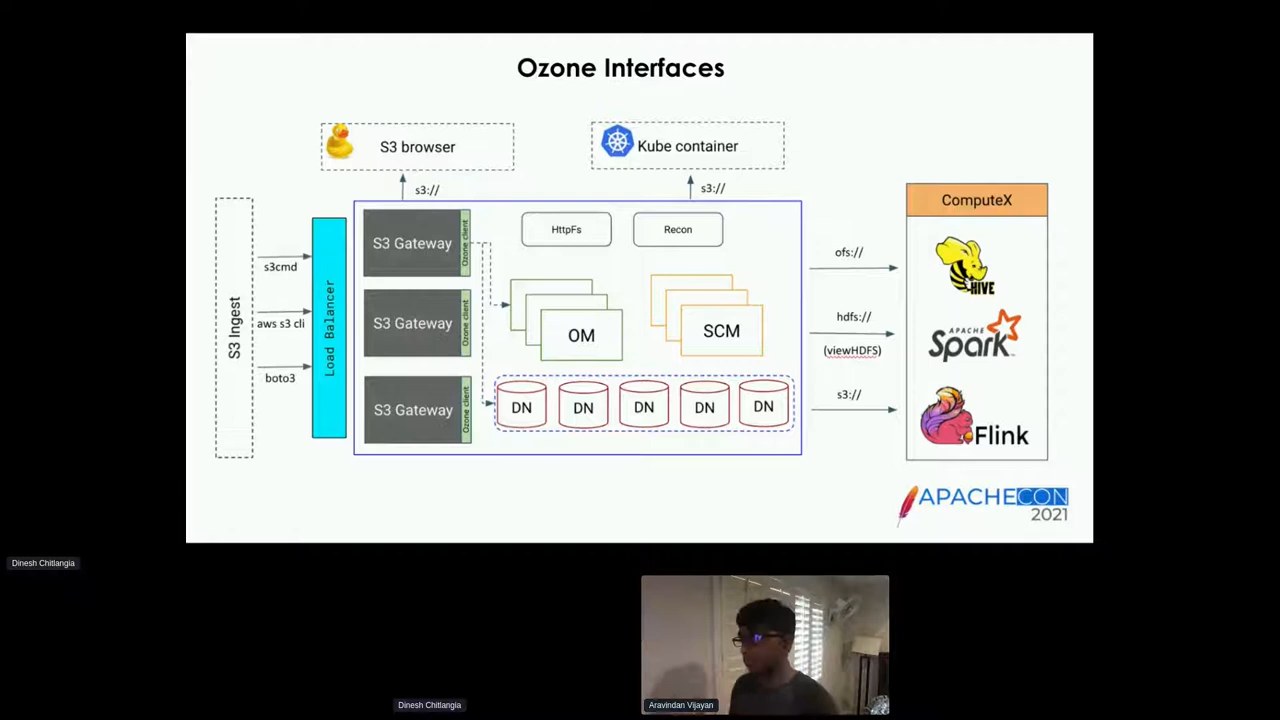 Ozone Interfaces
S3 browser
Kube container
s3://
s3://
S3 Ingest
s3cmd
aws s3 cli
boto3
Load Balancer
S3 Gateway
Ozone client
S3 Gateway
Ozone client
S3 Gateway
Ozone client
HttpFs
Recon
OM
SCM
DN
DN
DN
DN
DN
ofs://
hdfs://
(viewHDFS)
s3://
ComputeX
HIVE
APACHE
Spark
Flink
APACHECON
2021
Dinesh Chitlangia
Dinesh Chitlangia
Aravindan Vijayan